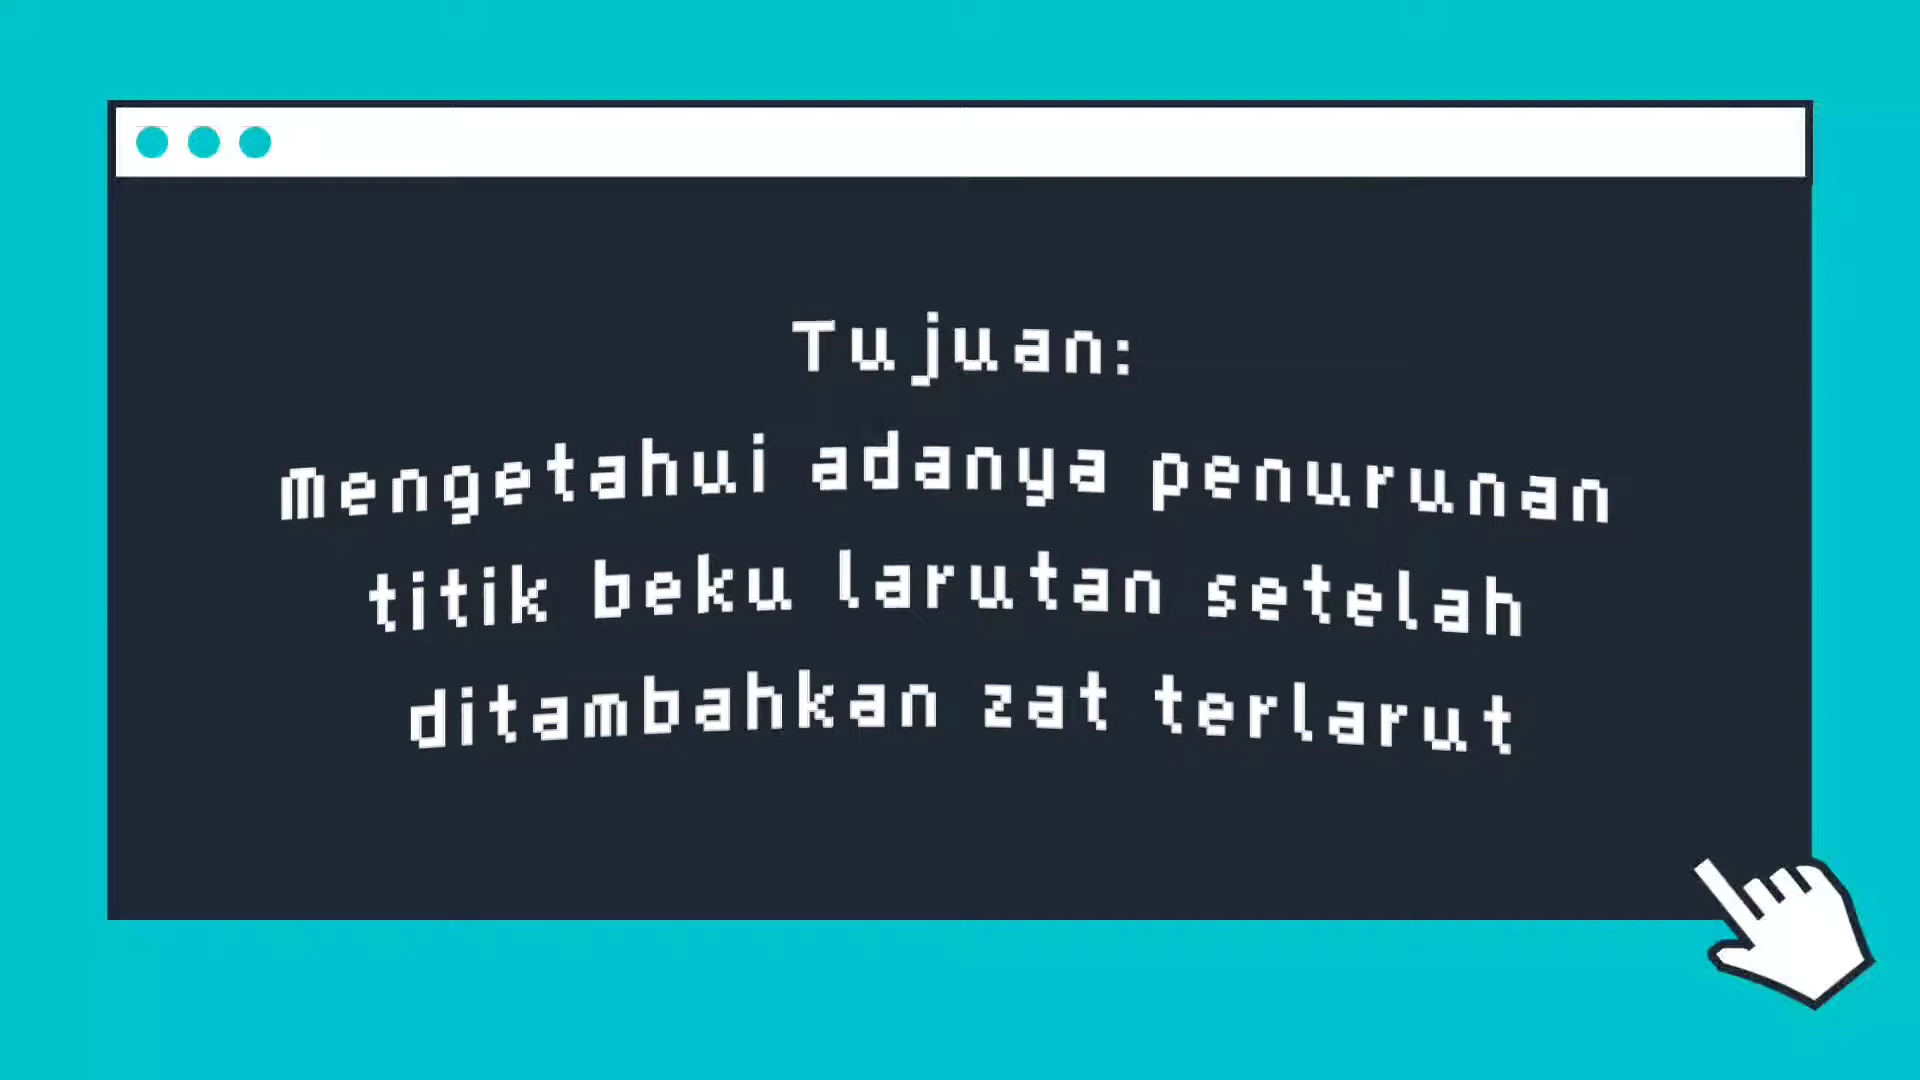 Tujuan:
Mengetahui adanya penurunan
titik beku larutan setelah
ditambahkan zat terlarut